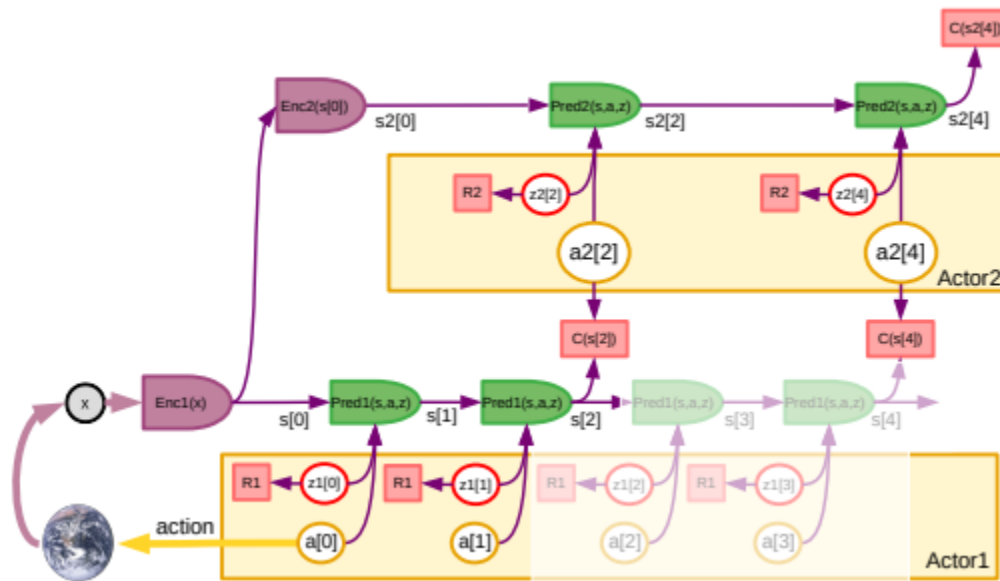 C(s2[4])
Enc2(s[0])
Pred2(s,a,z)
Pred2(s,a,z)
s2[0]
s2[2]
s2[4]
R2
z2[2]
R2
z2[4]
a2[2]
a2[4]
Actor2
C(s[2])
C(s[4])
x
Enc1(x)
Pred1(s,a,z)
Pred1(s,a,z)
Pred1(s,a,z)
Pred1(s,a,z)
s[0]
s[1]
s[2]
s[3]
s[4]
R1
z1[0]
R1
z1[1]
R1
z1[2]
R1
z1[3]
action
a[0]
a[1]
a[2]
a[3]
Actor1